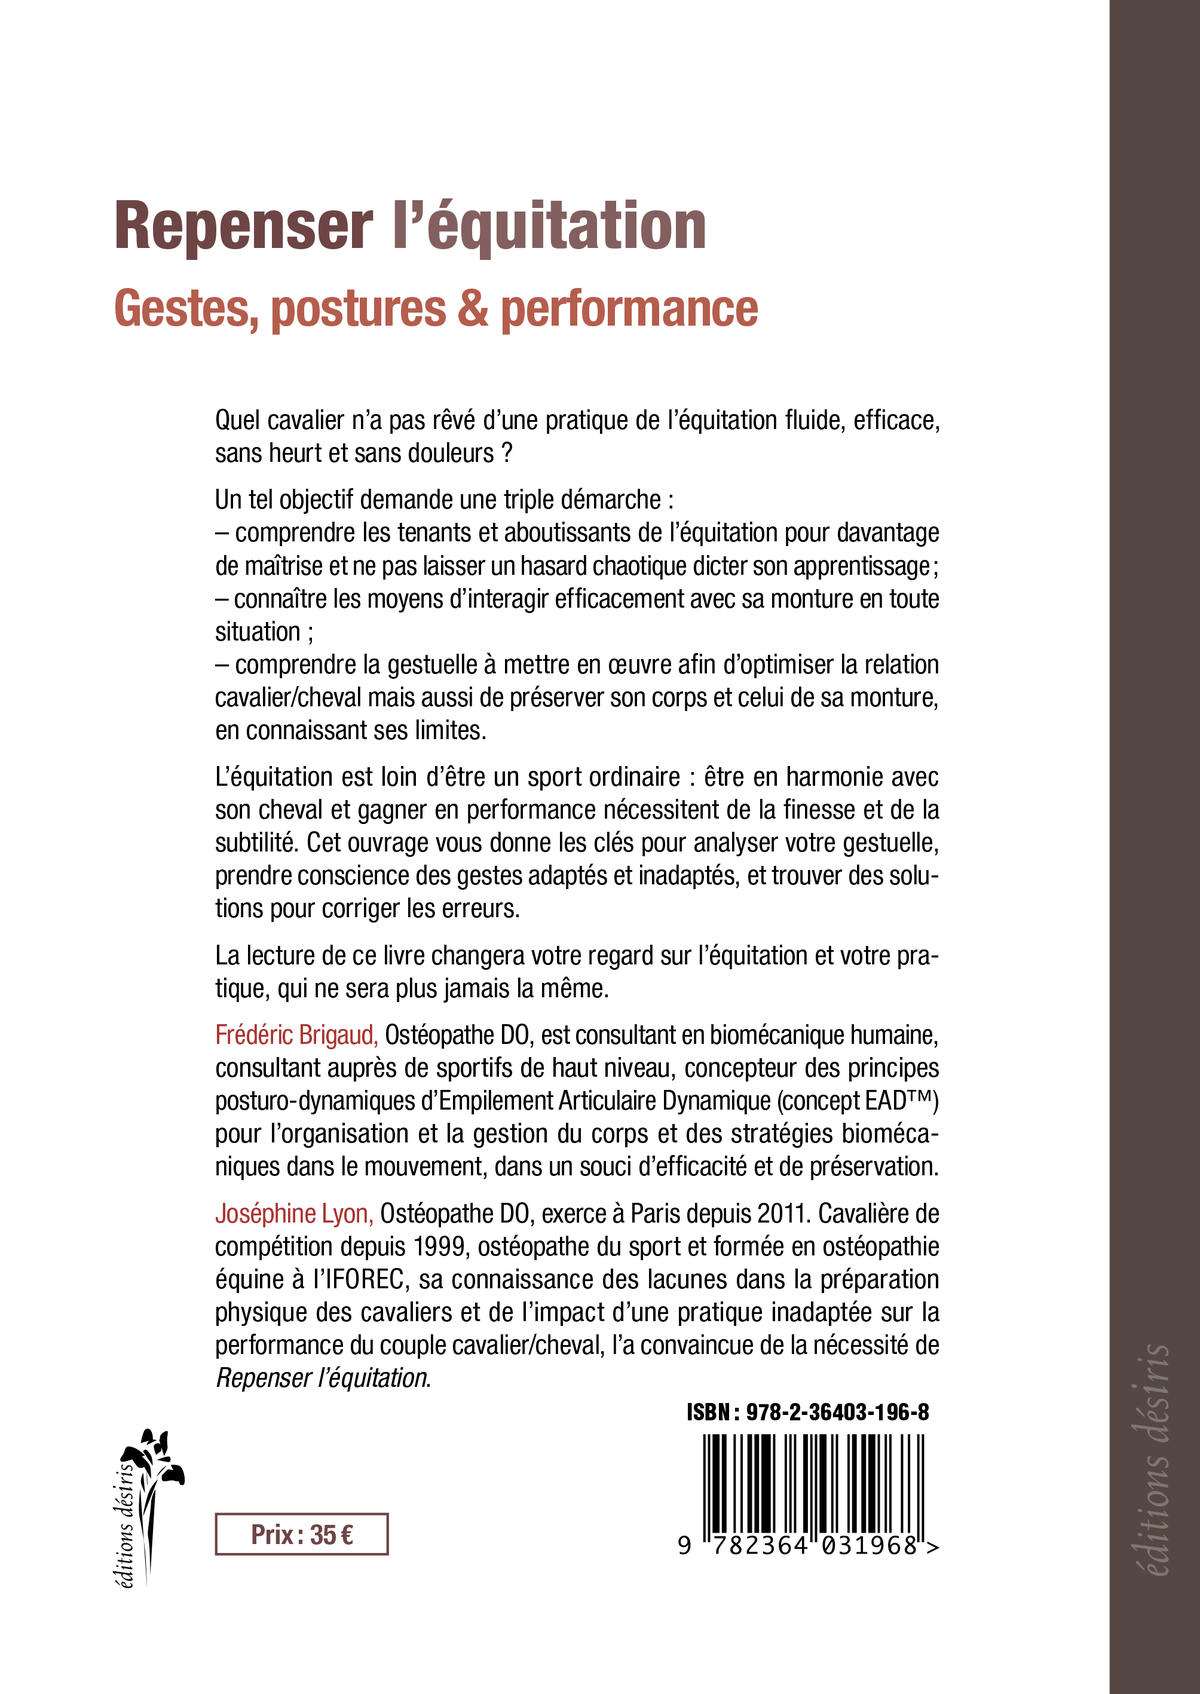 Repenser l’équitation
Gestes, postures & performance
Quel cavalier n’a pas rêvé d’une pratique de l’équitation fluide, efficace,
sans heurt et sans douleurs ?
Un tel objectif demande une triple démarche :
– comprendre les tenants et aboutissants de l’équitation pour davantage
de maîtrise et ne pas laisser un hasard chaotique dicter son apprentissage ;
– connaître les moyens d’interagir efficacement avec sa monture en toute
situation ;
– comprendre la gestuelle à mettre en œuvre afin d’optimiser la relation
cavalier/cheval mais aussi de préserver son corps et celui de sa monture,
en connaissant ses limites.
L’équitation est loin d’être un sport ordinaire : être en harmonie avec
son cheval et gagner en performance nécessitent de la finesse et de la
subtilité. Cet ouvrage vous donne les clés pour analyser votre gestuelle,
prendre conscience des gestes adaptés et inadaptés, et trouver des solu-
tions pour corriger les erreurs.
La lecture de ce livre changera votre regard sur l’équitation et votre pra-
tique, qui ne sera plus jamais la même.
Frédéric Brigaud, Ostéopathe DO, est consultant en biomécanique humaine,
consultant auprès de sportifs de haut niveau, concepteur des principes
posturo-dynamiques d’Empilement Articulaire Dynamique (concept EAD™)
pour l’organisation et la gestion du corps et des stratégies bioméca-
niques dans le mouvement, dans un souci d’efficacité et de préservation.
Joséphine Lyon, Ostéopathe DO, exerce à Paris depuis 2011. Cavalière de
compétition depuis 1999, ostéopathe du sport et formée en ostéopathie
équine à l’IFOREC, sa connaissance des lacunes dans la préparation
physique des cavaliers et de l’impact d’une pratique inadaptée sur la
performance du couple cavalier/cheval, l’a convaincue de la nécessité de
Repenser l’équitation.
ISBN : 978-2-36403-196-8
9 782364 031968 >
Prix : 35 €
éditions désiris
éditions désiris